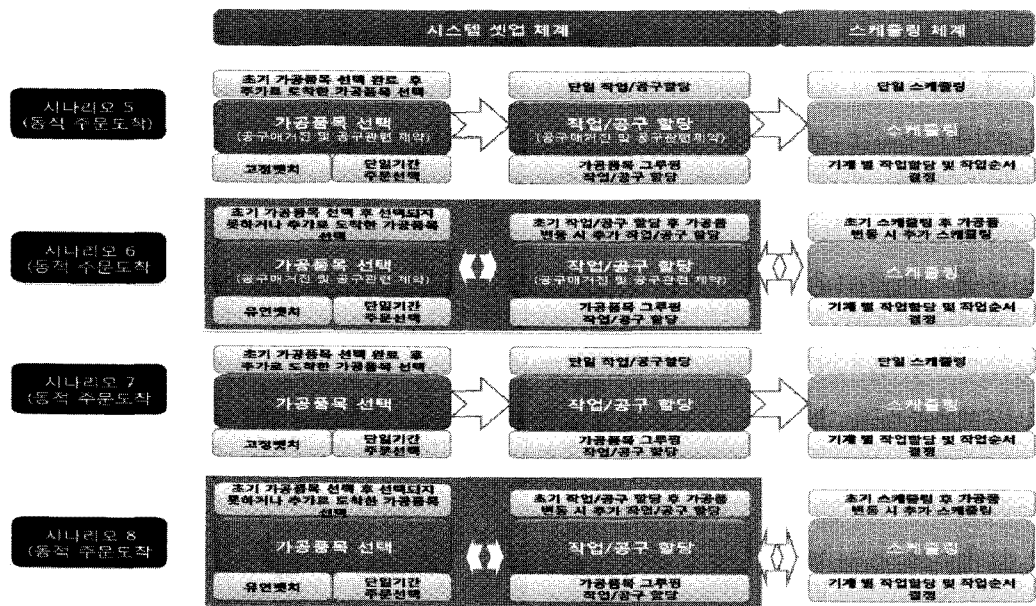 시스템 셋업 체계
스케줄링 체계
시나리오 5
(동적 주문도착)
초기 가공품목 선택 완료 후
추가로 도착한 가공품목 선택
가공품목 선택
(공구매거진 및 공구관련 제약)
고정뱃치
단일기간
주문선택
단일 작업/공구할당
작업/공구 할당
(공구매거진 및 공구관련제약)
가공품목 그루핑
작업/공구 할당
단일 스케줄링
스케줄링
기계 별 작업할당 및 작업순서
결정
시나리오 6
(동적 주문도착
초기 가공품목 선택 후 선택되지
못하거나 추가로 도착한 가공품목
선택
가공품목 선택
(공구매거진 및 공구관련 제약)
유연뱃치
단일기간
주문선택
초기 작업/공구 할당 후 가공품
변동 시 추가 작업/공구 할당
작업/공구 할당
(공구매거진 및 공구관련 제약)
가공품목 그루핑
작업/공구 할당
초기 스케줄링 후 가공품
변동 시 추가 스케줄링
스케줄링
기계 별 작업할당 및 작업순서
결정
시나리오 7
(동적 주문도착
초기 가공품목 선택 완료 후
추가로 도착한 가공품목 선택
가공품목 선택
고정뱃치
단일기간
주문선택
단일 작업/공구할당
작업/공구 할당
가공품목 그루핑
작업/공구 할당
단일 스케줄링
스케줄링
기계 별 작업할당 및 작업순서
결정
시나리오 8
(동적 주문도착
초기 가공품목 선택 후 선택되지
못하거나 추가로 도착한 가공품목
선택
가공품목 선택
유연뱃치
단일기간
주문선택
초기 작업/공구 할당 후 가공품
변동 시 추가 작업/공구 할당
작업/공구 할당
가공품목 그루핑
작업/공구 할당
초기 스케줄링 후 가공품
변동 시 추가 스케줄링
스케줄링
기계 별 작업할당 및 작업순서
결정